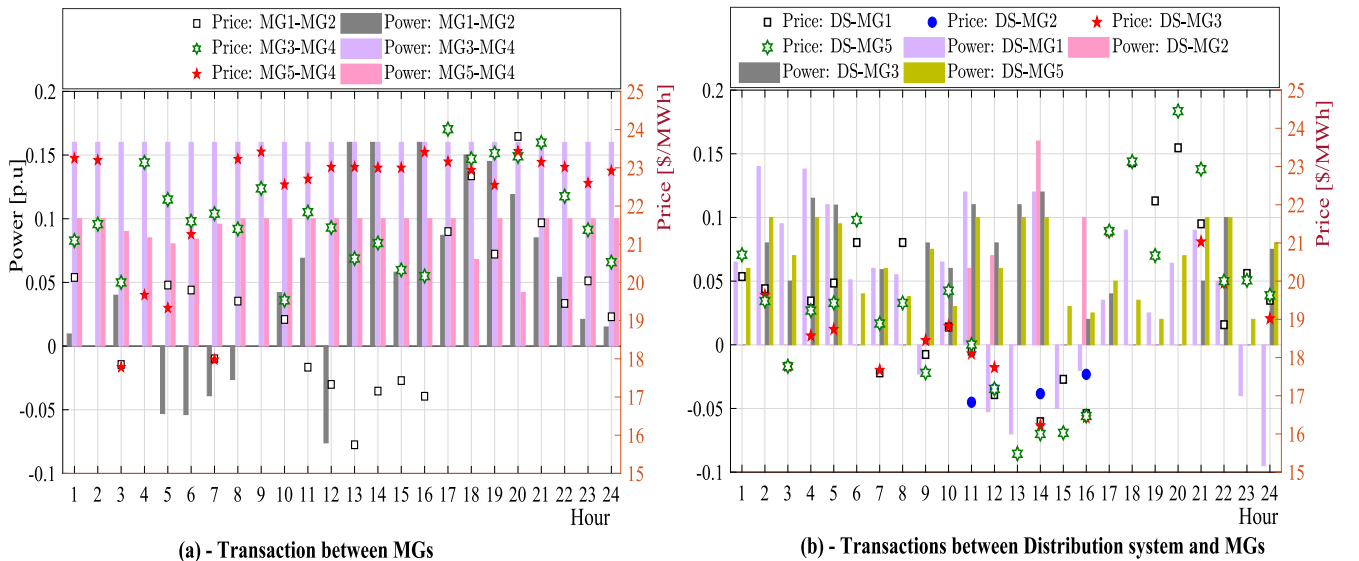 Price: MG1-MG2 Power: MG1-MG2
Price: MG3-MG4 Power: MG3-MG4
Price: MG5-MG4 Power: MG5-MG4
0.2
0.15
0.1
0.05
0
-0.05
-0.1
Power [p.u]
25
24
23
22
21
20
19
18
17
16
15
Price [$/MWh]
1 2 3 4 5 6 7 8 9 10 11 12 13 14 15 16 17 18 19 20 21 22 23 24
Hour
(a) - Transaction between MGs
Price: DS-MG1 Price: DS-MG2 Price: DS-MG3
Price: DS-MG5 Power: DS-MG1 Power: DS-MG2
Power: DS-MG3 Power: DS-MG5
0.2
0.15
0.1
0.05
0
-0.05
-0.1
Power [p.u]
25
24
23
22
21
20
19
18
17
16
15
Price [$/MWh]
1 2 3 4 5 6 7 8 9 10 11 12 13 14 15 16 17 18 19 20 21 22 23 24
Hour
(b) - Transactions between Distribution system and MGs